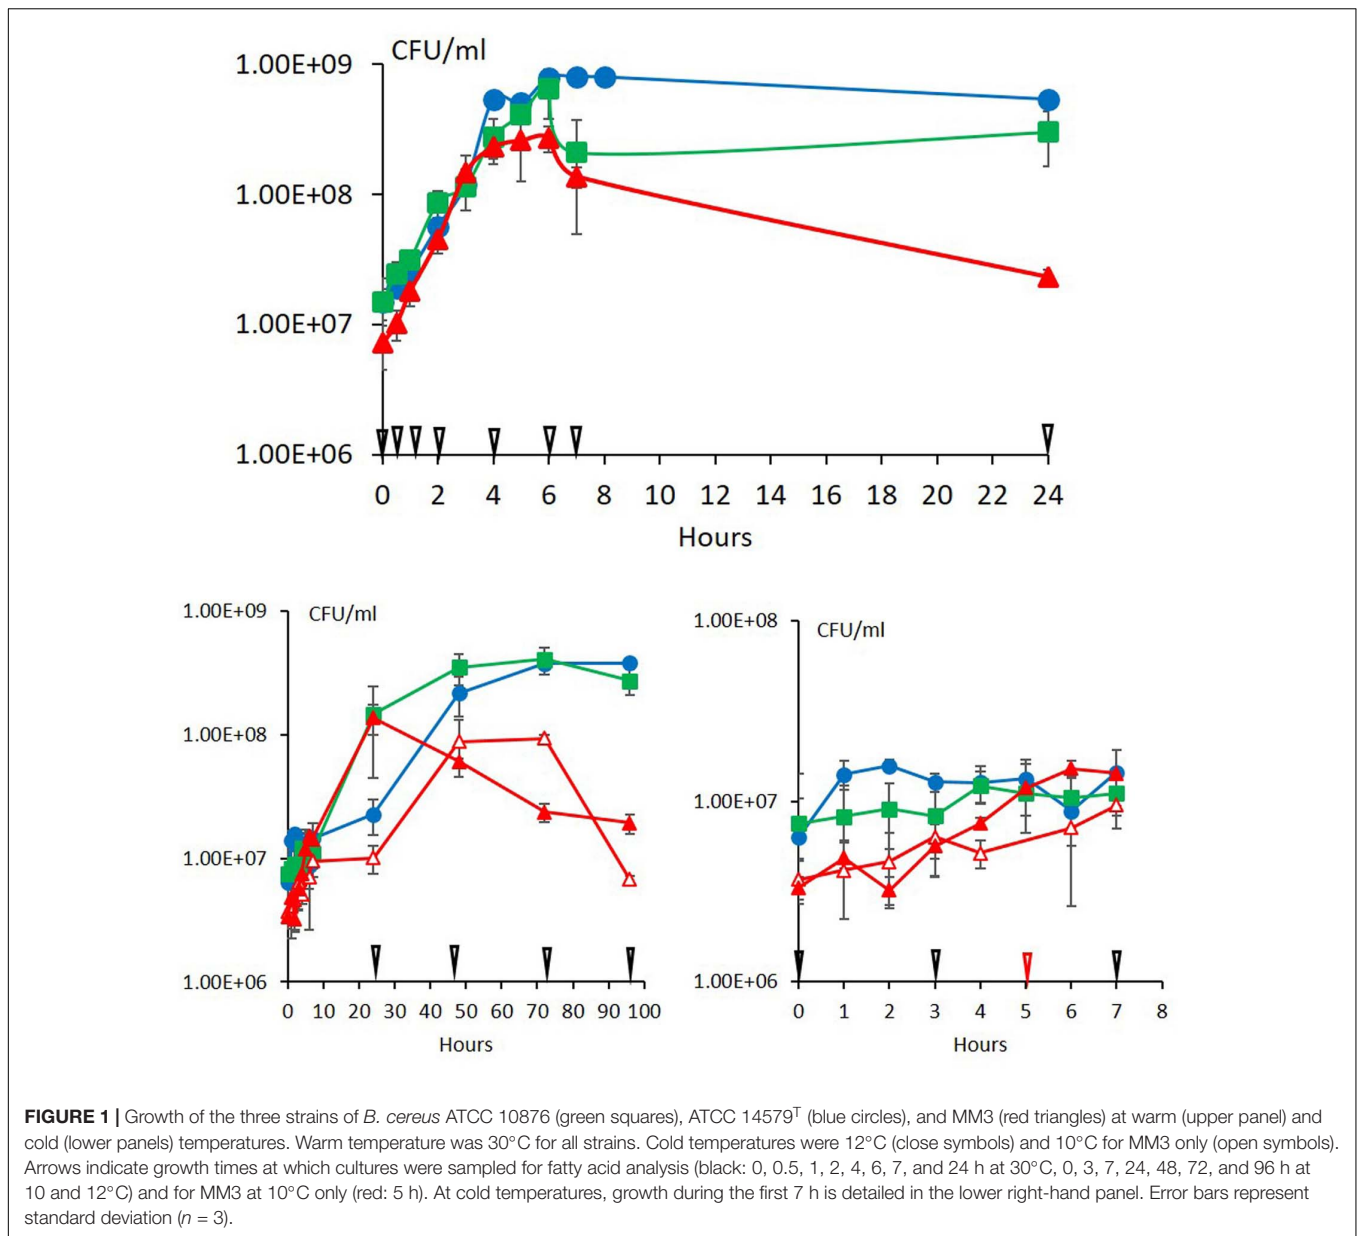 CFU/ml
1.00E+09
1.00E+08
1.00E+07
1.00E+06
0 2 4 6 8 10 12 14 16 18 20 22 24
Hours
1.00E+09
CFU/ml
1.00E+08
1.00E+07
1.00E+06
0 10 20 30 40 50 60 70 80 90 100
Hours
1.00E+08
CFU/ml
1.00E+07
1.00E+06
0 1 2 3 4 5 6 7 8
Hours
FIGURE 1 | Growth of the three strains of B. cereus ATCC 10876 (green squares), ATCC 14579ᵀ (blue circles), and MM3 (red triangles) at warm (upper panel) and
cold (lower panels) temperatures. Warm temperature was 30°C for all strains. Cold temperatures were 12°C (close symbols) and 10°C for MM3 only (open symbols).
Arrows indicate growth times at which cultures were sampled for fatty acid analysis (black: 0, 0.5, 1, 2, 4, 6, 7, and 24 h at 30°C, 0, 3, 7, 24, 48, 72, and 96 h at
10 and 12°C) and for MM3 at 10°C only (red: 5 h). At cold temperatures, growth during the first 7 h is detailed in the lower right-hand panel. Error bars represent
standard deviation (n = 3).